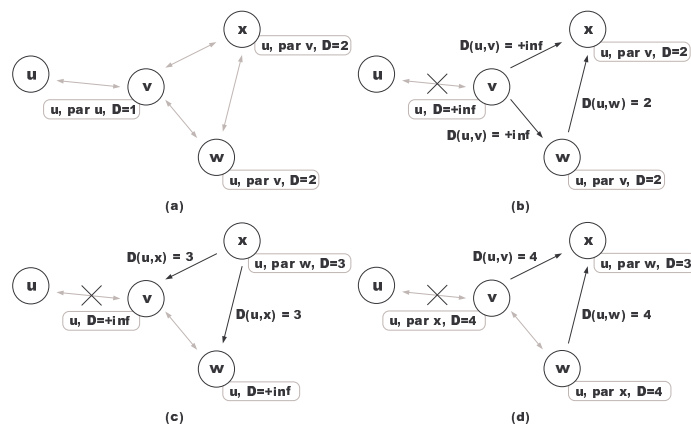 x
u, par v, D=2
u
v
u, par u, D=1
w
u, par v, D=2
(a)
x
D(u,v) = +inf
u, par v, D=2
u
v
u, D=+inf
D(u,w) = 2
D(u,v) = +inf
w
u, par v, D=2
(b)
x
D(u,x) = 3
u, par w, D=3
u
v
u, D=+inf
D(u,x) = 3
w
u, D=+inf
(c)
x
D(u,v) = 4
u, par w, D=3
u
v
u, par x, D=4
D(u,w) = 4
w
u, par x, D=4
(d)